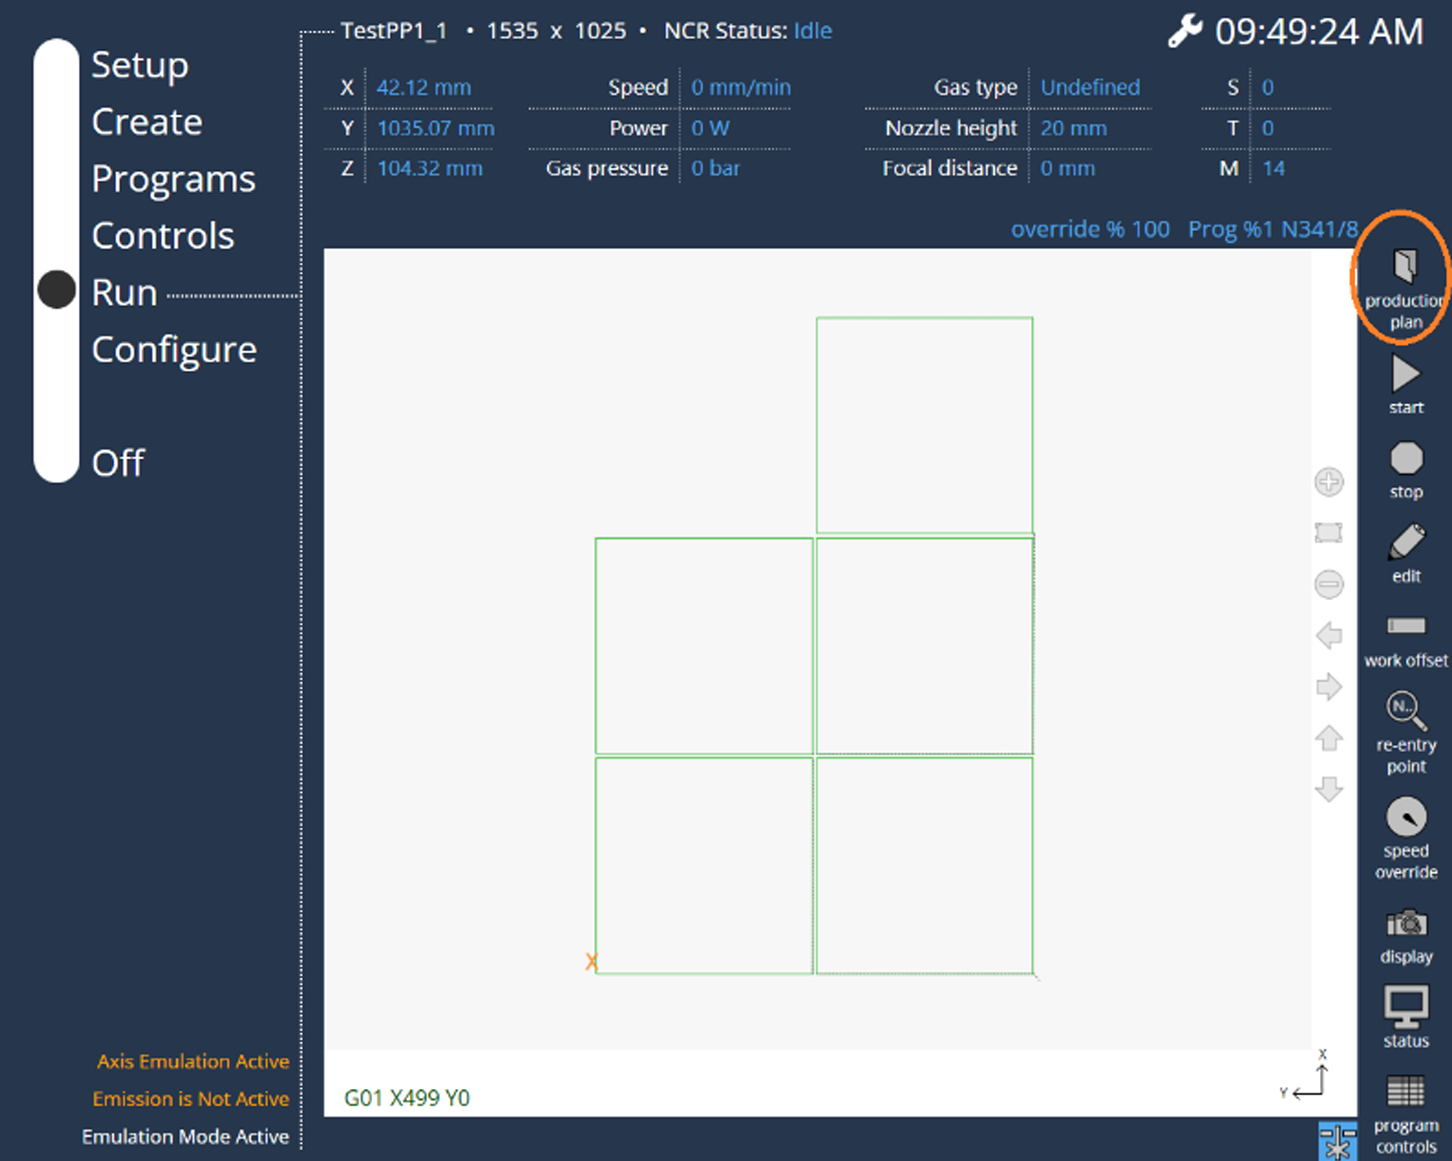 TestPP1_1 • 1535 x 1025 • NCR Status: Idle
09:49:24 AM
Setup
Create
Programs
Controls
Run
Configure
Off
X 42.12 mm
Y 1035.07 mm
Z 104.32 mm
Speed 0 mm/min
Power 0 W
Gas pressure 0 bar
Gas type Undefined
Nozzle height 20 mm
Focal distance 0 mm
S 0
T 0
M 14
override % 100 Prog %1 N341/8
production
plan
start
stop
edit
work offset
N..
re-entry
point
speed
override
display
status
program
controls
X
X
Y
G01 X499 Y0
Axis Emulation Active
Emission is Not Active
Emulation Mode Active